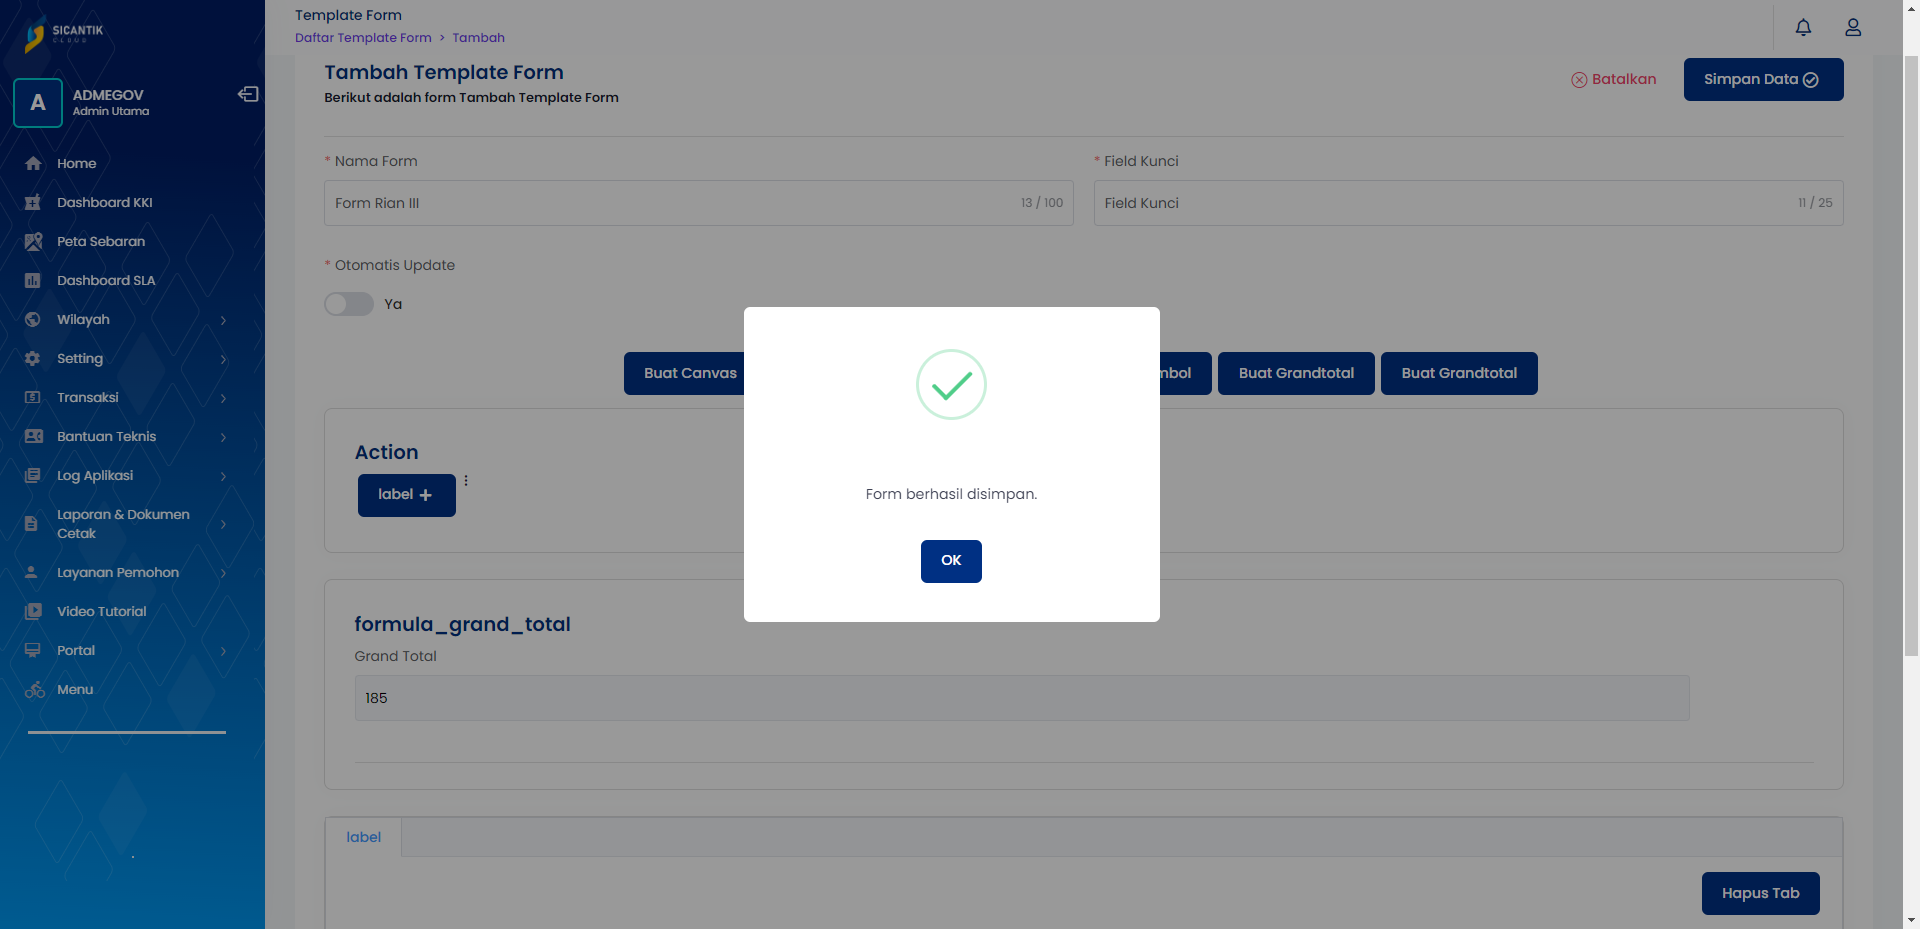 SICANTIK
CLOUD
A
ADMEGOV
Admin Utama
Home
Dashboard KKI
Peta Sebaran
Dashboard SLA
Wilayah
Setting
Transaksi
Bantuan Teknis
Log Aplikasi
Laporan & Dokumen
Cetak
Layanan Pemohon
Video Tutorial
Portal
Menu
Template Form
Daftar Template Form > Tambah
Tambah Template Form
Berikut adalah form Tambah Template Form
Batalkan
Simpan Data
* Nama Form
Form Rian III
13 / 100
* Field Kunci
Field Kunci
11 / 25
* Otomatis Update
Ya
Buat Canvas
mbol
Buat Grandtotal
Buat Grandtotal
Action
label +
Form berhasil disimpan.
OK
formula_grand_total
Grand Total
185
label
Hapus Tab